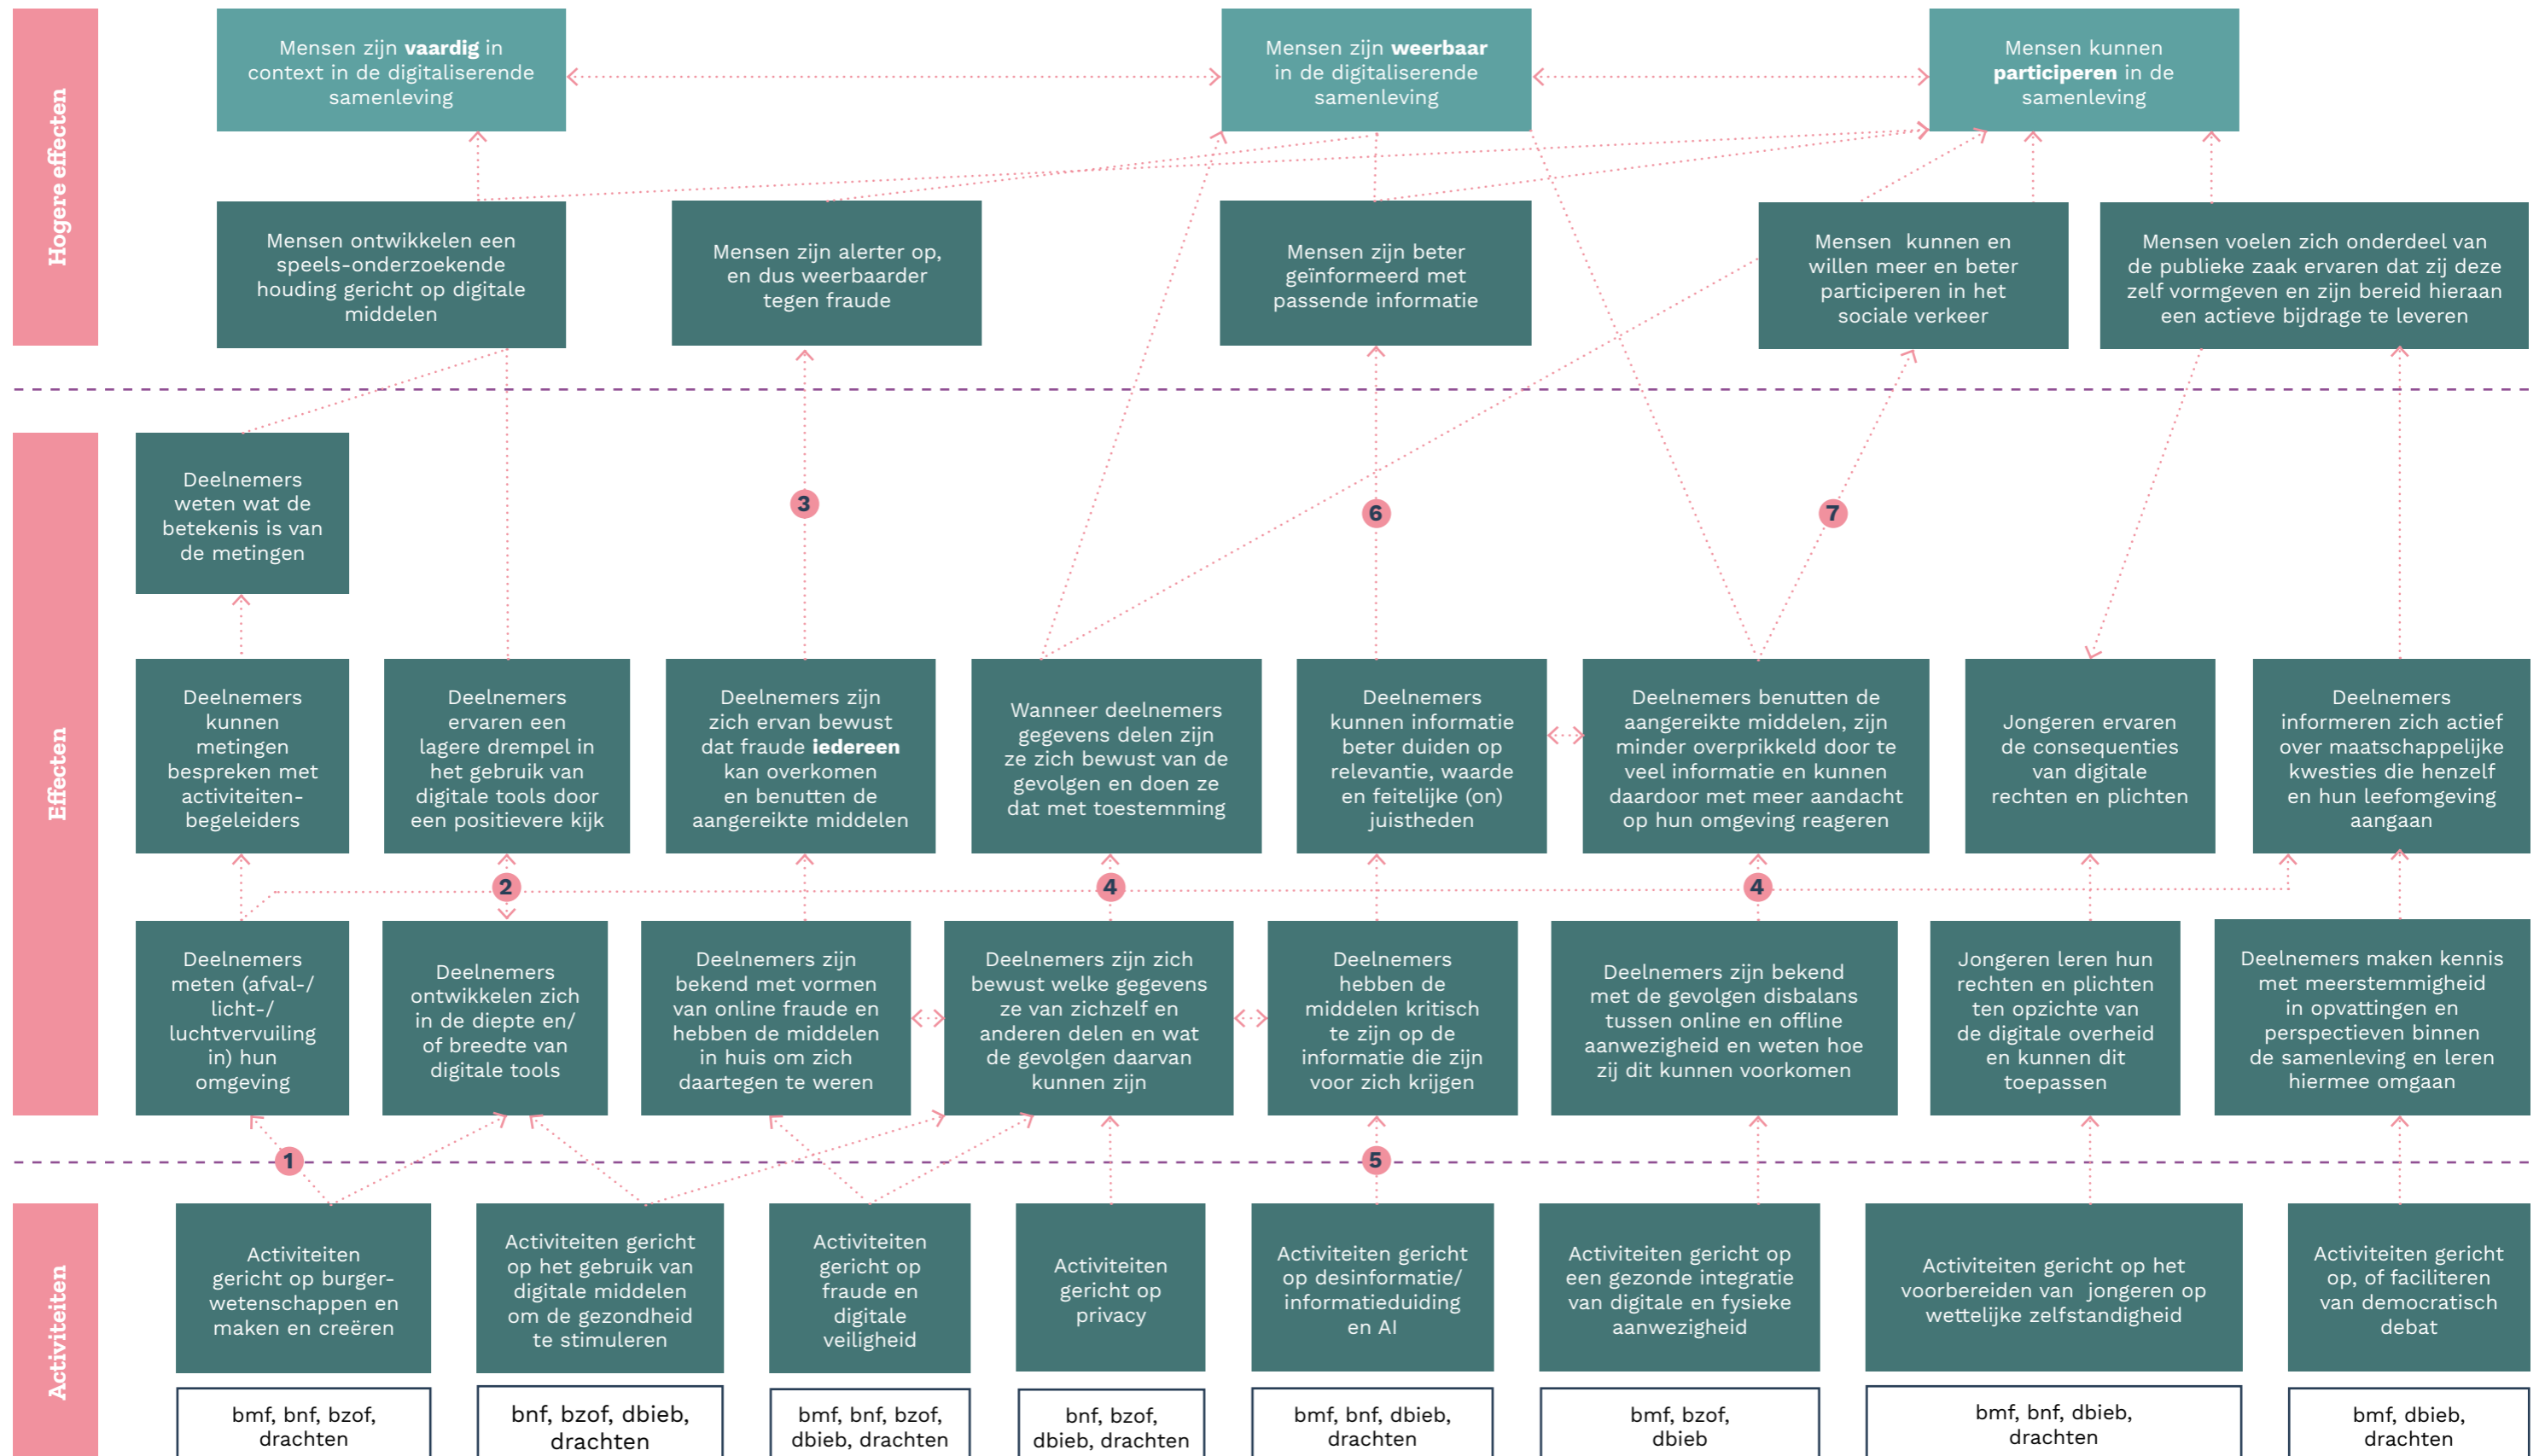 Hogere effecten
Mensen zijn vaardig in
context in de digitaliserende
samenleving
Mensen zijn weerbaar
in de digitaliserende
samenleving
Mensen kunnen
participeren in de
samenleving
Mensen ontwikkelen een
speels-onderzoekende
houding gericht op digitale
middelen
Mensen zijn alerter op,
en dus weerbaarder
tegen fraude
Mensen zijn beter
geïnformeerd met
passende informatie
Mensen kunnen en
willen meer en beter
participeren in het
sociale verkeer
Mensen voelen zich onderdeel van
de publieke zaak ervaren dat zij deze
zelf vormgeven en zijn bereid hieraan
een actieve bijdrage te leveren
Effecten
Deelnemers
weten wat de
betekenis is van
de metingen
3
6
7
Deelnemers
kunnen
metingen
bespreken met
activiteiten-
begeleiders
Deelnemers
ervaren een
lagere drempel in
het gebruik van
digitale tools door
een positievere kijk
Deelnemers zijn
zich ervan bewust
dat fraude iedereen
kan overkomen
en benutten de
aangereikte middelen
Wanneer deelnemers
gegevens delen zijn
ze zich bewust van de
gevolgen en doen ze
dat met toestemming
Deelnemers
kunnen informatie
beter duiden op
relevantie, waarde
en feitelijke (on)
juistheden
Deelnemers benutten de
aangereikte middelen, zijn
minder overprikkeld door te
veel informatie en kunnen
daardoor met meer aandacht
op hun omgeving reageren
Jongeren ervaren
de consequenties
van digitale
rechten en plichten
Deelnemers
informeren zich actief
over maatschappelijke
kwesties die henzelf
en hun leefomgeving
aangaan
2
4
4
Deelnemers
meten (afval-/
licht-/
luchtvervuiling
in) hun
omgeving
Deelnemers
ontwikkelen zich
in de diepte en/
of breedte van
digitale tools
Deelnemers zijn
bekend met vormen
van online fraude en
hebben de middelen
in huis om zich
daartegen te weren
Deelnemers zijn zich
bewust welke gegevens
ze van zichzelf en
anderen delen en wat
de gevolgen daarvan
kunnen zijn
Deelnemers
hebben de
middelen kritisch
te zijn op de
informatie die zijn
voor zich krijgen
Deelnemers zijn bekend
met de gevolgen disbalans
tussen online en offline
aanwezigheid en weten hoe
zij dit kunnen voorkomen
Jongeren leren hun
rechten en plichten
ten opzichte van
de digitale overheid
en kunnen dit
toepassen
Deelnemers maken kennis
met meerstemmigheid
in opvattingen en
perspectieven binnen
de samenleving en leren
hiermee omgaan
1
5
Activiteiten
Activiteiten
gericht op burger-
wetenschappen en
maken en creëren
Activiteiten gericht
op het gebruik van
digitale middelen
om de gezondheid
te stimuleren
Activiteiten
gericht op
fraude en
digitale
veiligheid
Activiteiten
gericht op
privacy
Activiteiten gericht
op desinformatie/
informatieduiding
en AI
Activiteiten gericht op
een gezonde integratie
van digitale en fysieke
aanwezigheid
Activiteiten gericht op het
voorbereiden van jongeren op
wettelijke zelfstandigheid
Activiteiten gericht
op, of faciliteren
van democratisch
debat
bmf, bnf, bzof,
drachten
bnf, bzof, dbieb,
drachten
bmf, bnf, bzof,
dbieb, drachten
bnf, bzof,
dbieb, drachten
bmf, bnf, dbieb,
drachten
bmf, bzof,
dbieb
bmf, bnf, dbieb,
drachten
bmf, dbieb,
drachten